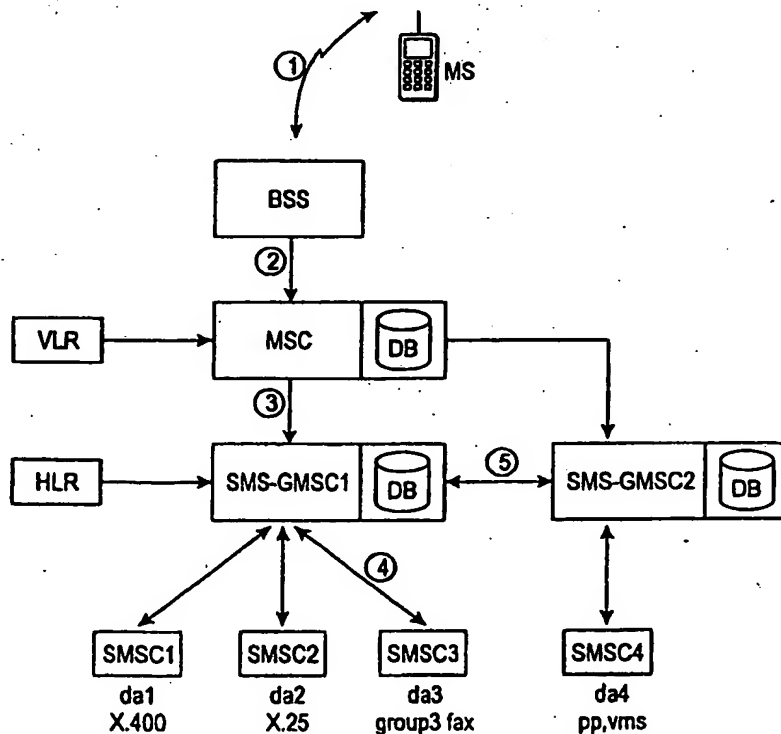 ①
MS
BSS
②
VLR
MSC
DB
③
HLR
SMS-GMSC1
DB
⑤
SMS-GMSC2
DB
④
SMSC1
SMSC2
SMSC3
SMSC4
da1
da2
da3
da4
X.400
X.25
group3 fax
pp,vms